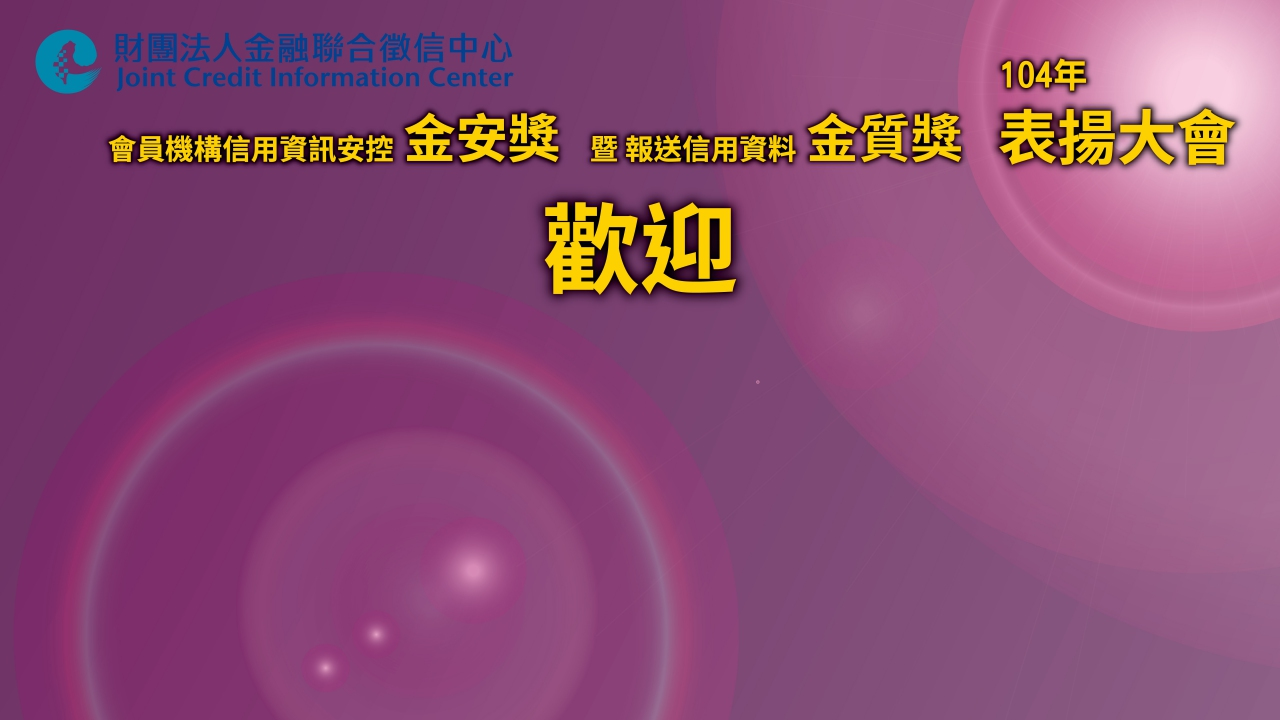 財團法人金融聯合徵信中心
Joint Credit Information Center
104年
會員機構信用資訊安控 金安獎 暨 報送信用資料 金質獎 表揚大會
歡迎